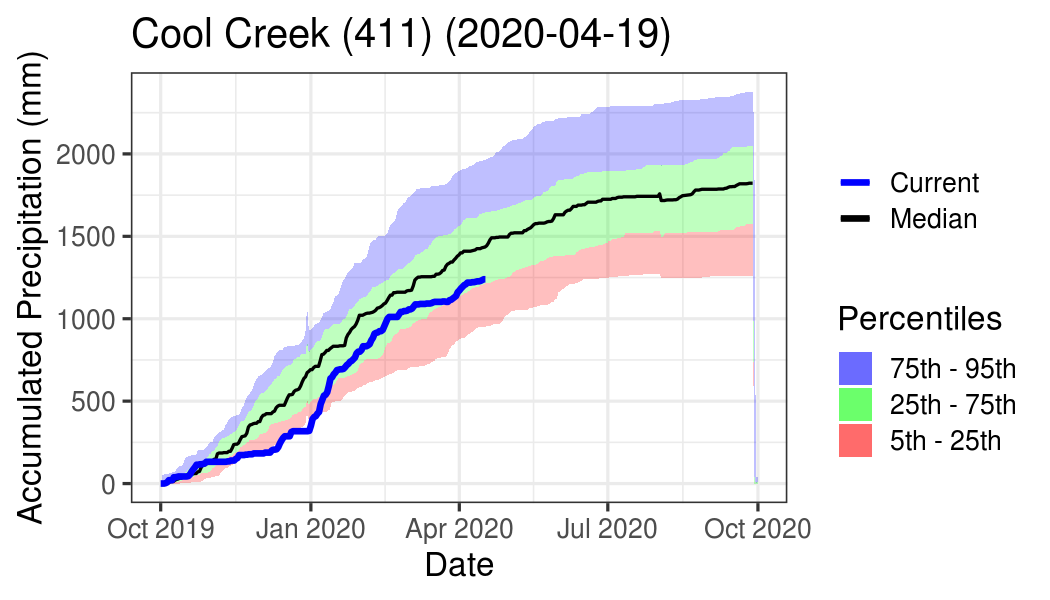 Cool Creek (411) (2020-04-19)
Accumulated Precipitation (mm)
2000
1500
1000
500
0
Oct 2019
Jan 2020
Apr 2020
Jul 2020
Oct 2020
Date
Current
Median
Percentiles
75th - 95th
25th - 75th
5th - 25th